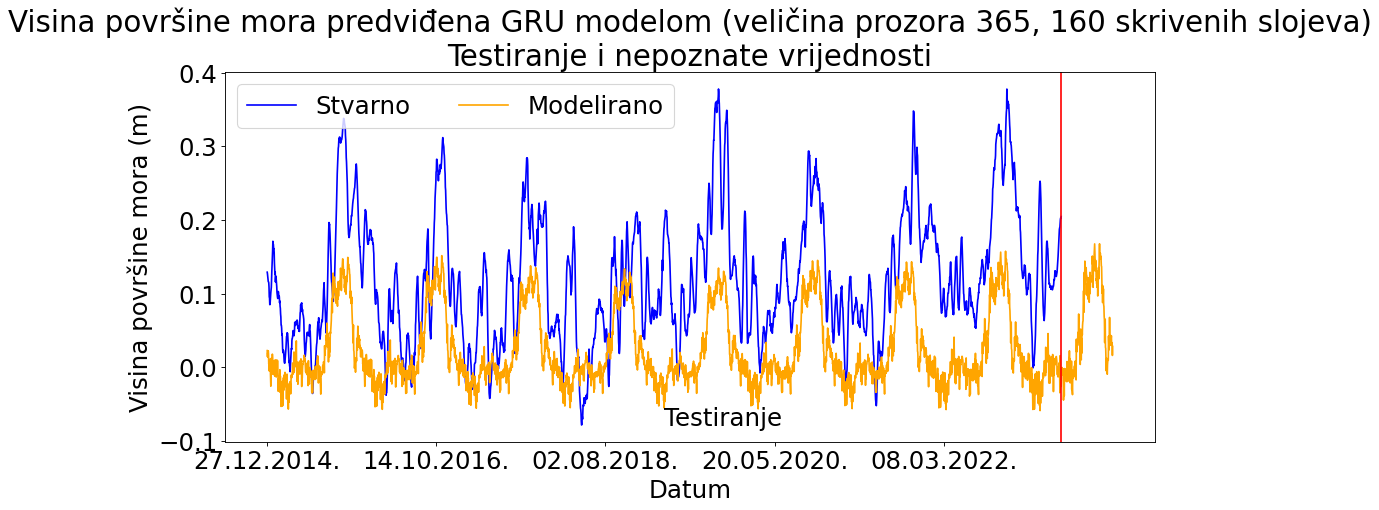 Visina površine mora predviđena GRU modelom (veličina prozora 365, 160 skrivenih slojeva)
Testiranje i nepoznate vrijednosti
Stvarno
Modelirano
Visina površine mora (m)
0.4
0.3
0.2
0.1
0.0
−0.1
Testiranje
27.12.2014.
14.10.2016.
02.08.2018.
20.05.2020.
08.03.2022.
Datum